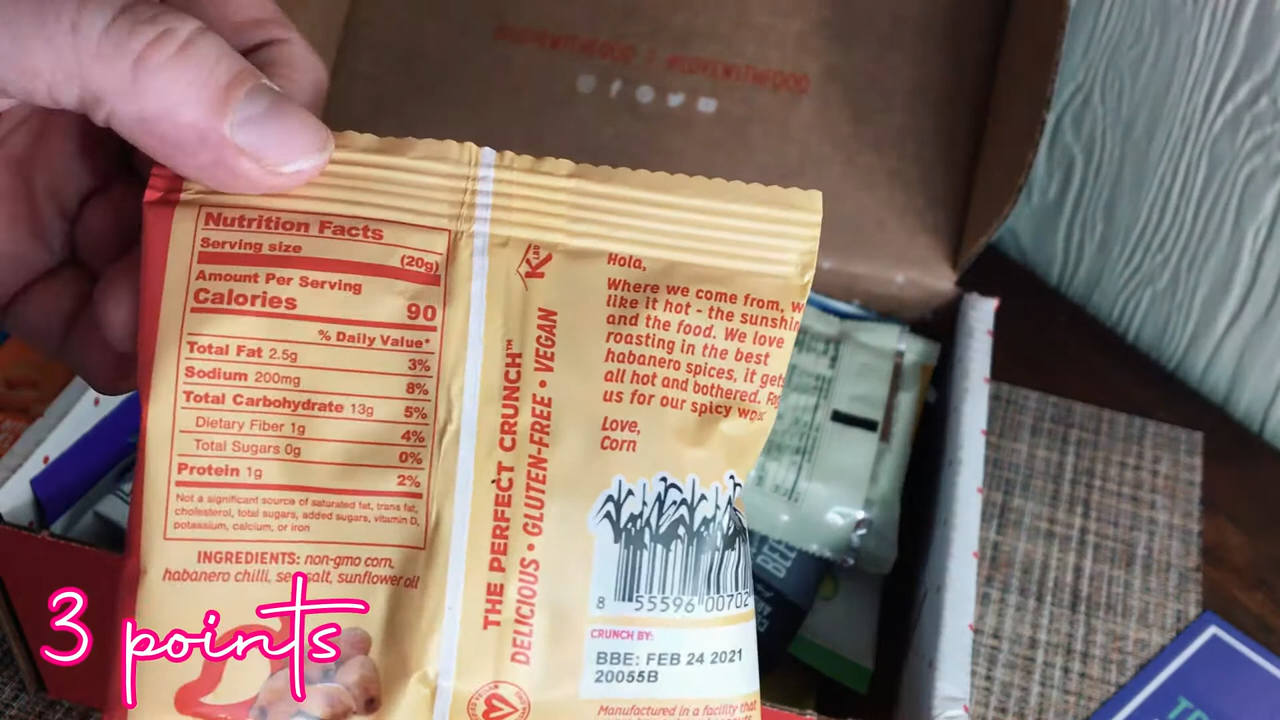 #LOVEWITHFOOD
Nutrition Facts
Serving size (20g)
Amount Per Serving
Calories 90
% Daily Value*
Total Fat 2.5g 3%
Sodium 200mg 8%
Total Carbohydrate 13g 5%
Dietary Fiber 1g 4%
Total Sugars 0g 0%
Protein 1g 2%
Not a significant source of saturated fat, trans fat,
cholesterol, total sugars, added sugars, vitamin D,
potassium, calcium, or iron
INGREDIENTS: non-gmo corn,
habanero chilli, sea salt, sunflower oil
THE PERFECT CRUNCH™
DELICIOUS • GLUTEN-FREE • VEGAN
Hola,
Where we come from, w
like it hot - the sunshin
and the food. We love
roasting in the best
habanero spices, it gets
all hot and bothered.
us for our spicy
Love,
Corn
8 55596 00702
CRUNCH BY:
BBE: FEB 24 2021
20055B
Manufactured in a facility that
3 points